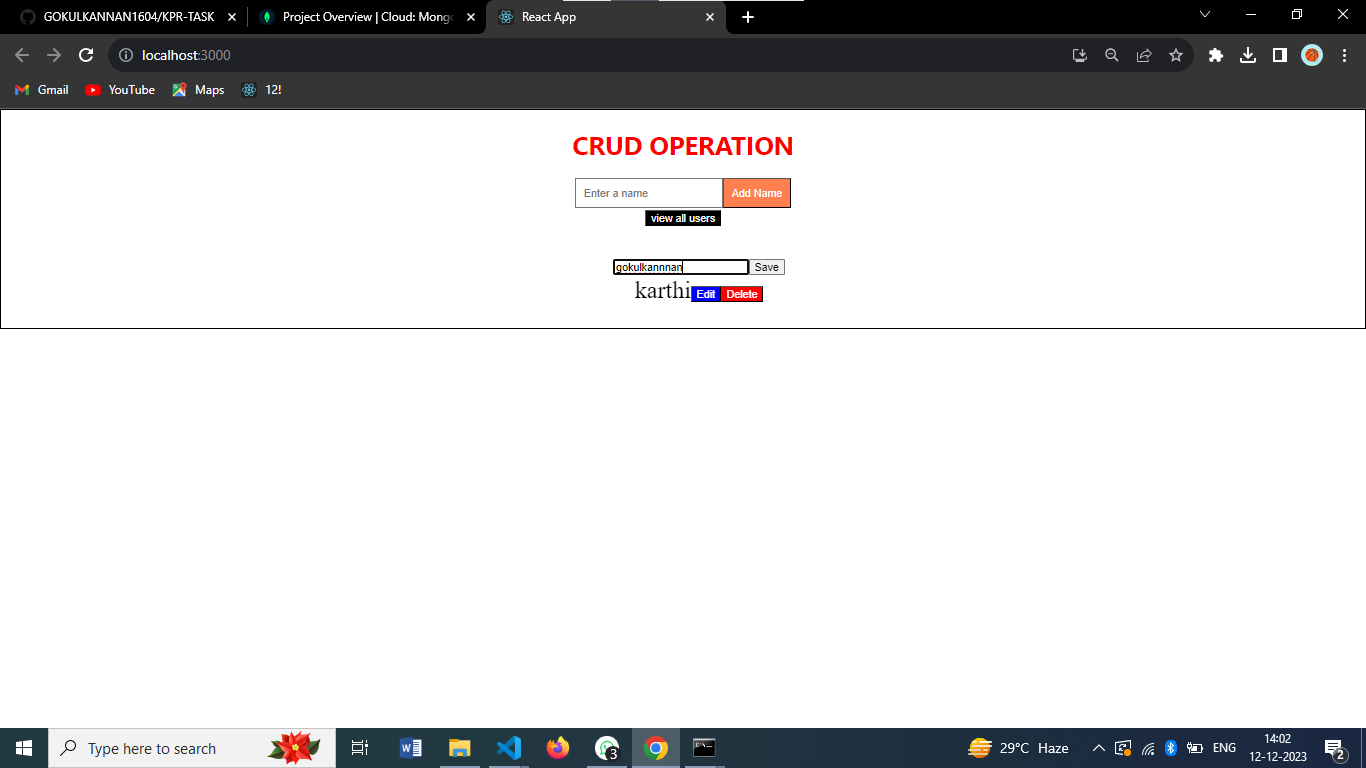 GOKULKANNAN1604/KPR-TASK
Project Overview | Cloud: Mongo
React App
localhost:3000
Gmail
YouTube
Maps
12!
CRUD OPERATION
Enter a name
Add Name
view all users
gokulkannnan
Save
karthi
Edit
Delete
Type here to search
3
29°C Haze
ENG
14:02
12-12-2023
2